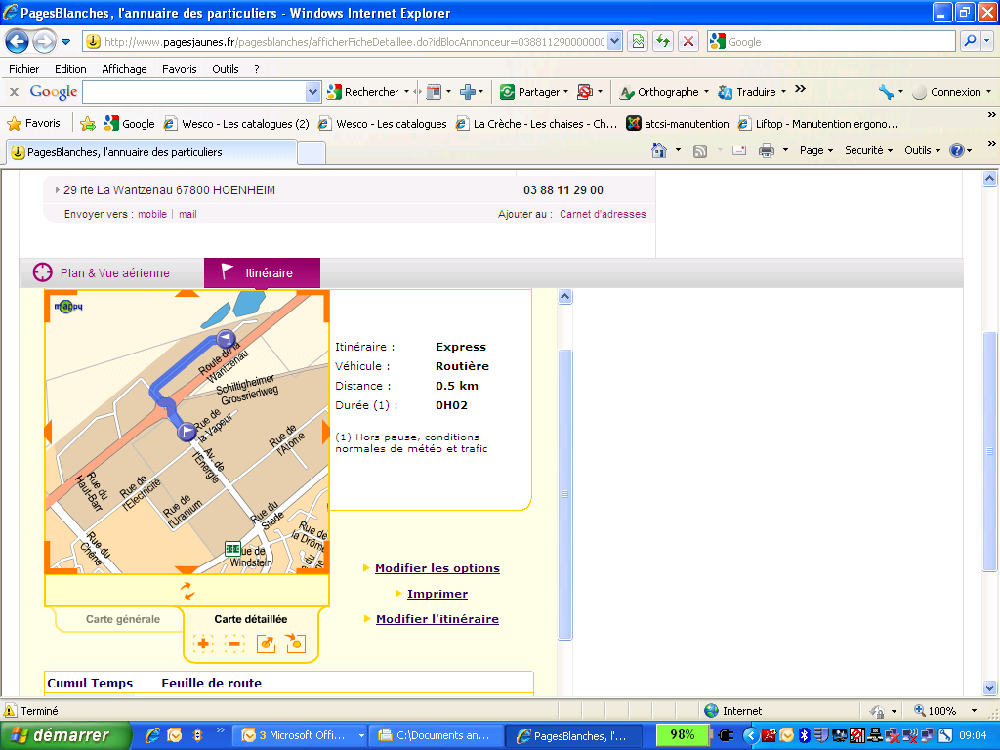 PagesBlanches, l'annuaire des particuliers - Windows Internet Explorer
http://www.pagesjaunes.fr/pagesblanches/afficherFicheDetaillee.do?idBlocAnnonceur=03881129000000C
Google
Fichier Edition Affichage Favoris Outils ?
x Google Rechercher Partager Orthographe Traduire » Connexion
Favoris Google Wesco - Les catalogues (2) Wesco - Les catalogues La Crèche - Les chaises - Ch... atcsi-manutention Liftop - Manutention ergono... »
PagesBlanches, l'annuaire des particuliers Page Sécurité Outils »
29 rte La Wantzenau 67800 HOENHEIM 03 88 11 29 00
Envoyer vers : mobile | mail Ajouter au : Carnet d'adresses
Plan & Vue aérienne Itinéraire
mappy
Route de la
Wantzenau
Schiltigheimer
Grossriedweg
Rue de
la Vapeur
Av. de
l'Energie
Rue de
l'Atome
Rue du
Haut-Barr
Rue de
l'Electricité
Rue de
l'Uranium
Rue du
Stade
Rue du
Chêne
Rue de
la Drôme
ue de
Windstein
Itinéraire : Express
Véhicule : Routière
Distance : 0.5 km
Durée (1) : 0H02
(1) Hors pause, conditions
normales de météo et trafic
Modifier les options
Imprimer
Modifier l'itinéraire
Carte générale Carte détaillée
Cumul Temps Feuille de route
Terminé Internet 100%
démarrer » 3 Microsoft Offi... C:\Documents an... PagesBlanches, l'... 98% 09:04